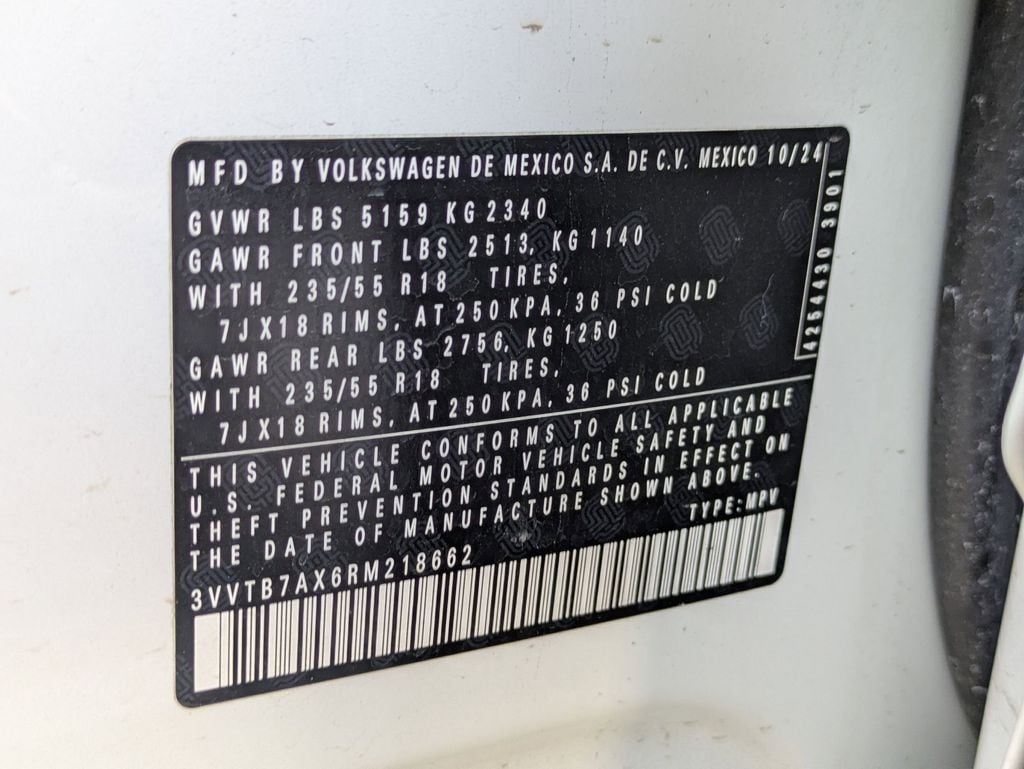 MFD BY VOLKSWAGEN DE MEXICO S.A. DE C.V. MEXICO 10/24
GVWR LBS 5159 KG 2340
GAWR FRONT LBS 2513, KG 1140
WITH 235/55 R18 TIRES,
7JX18 RIMS, AT 250 KPA, 36 PSI COLD
GAWR REAR LBS 2756, KG 1250
WITH 235/55 R18 TIRES,
7JX18 RIMS, AT 250 KPA, 36 PSI COLD
4254430 3901
THIS VEHICLE CONFORMS TO ALL APPLICABLE
U.S. FEDERAL MOTOR VEHICLE SAFETY AND
THEFT PREVENTION STANDARDS IN EFFECT ON
THE DATE OF MANUFACTURE SHOWN ABOVE.
3VVTB7AX6RM218662 TYPE: MPV